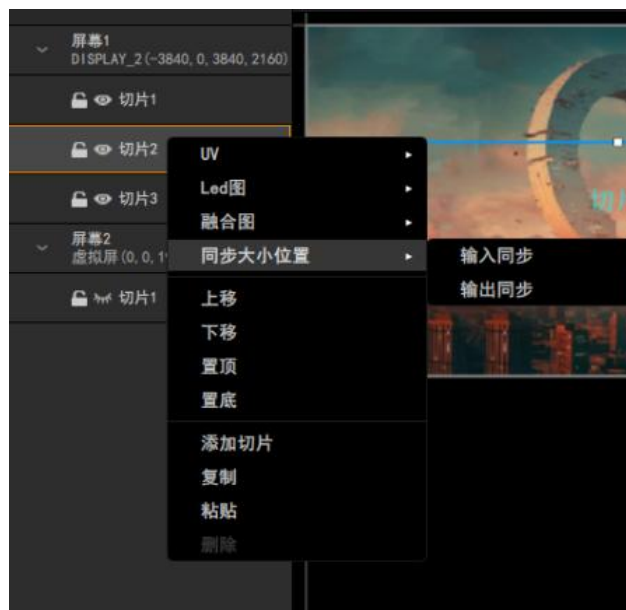 屏幕1
DISPLAY_2(-3840, 0, 3840, 2160)
切片1
切片2
切片3
屏幕2
虚拟屏(0, 0, 1
切片1
UV
Led图
融合图
同步大小位置
上移
下移
置顶
置底
添加切片
复制
粘贴
删除
输入同步
输出同步
切